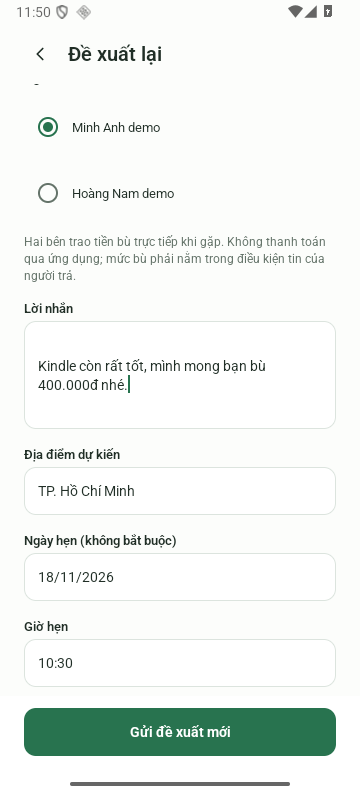 11:50
Đề xuất lại
Minh Anh demo
Hoàng Nam demo
Hai bên trao tiền bù trực tiếp khi gặp. Không thanh toán
qua ứng dụng; mức bù phải nằm trong điều kiện tin của
người trả.
Lời nhắn
Kindle còn rất tốt, mình mong bạn bù
400.000đ nhé.
Địa điểm dự kiến
TP. Hồ Chí Minh
Ngày hẹn (không bắt buộc)
18/11/2026
Giờ hẹn
10:30
Gửi đề xuất mới